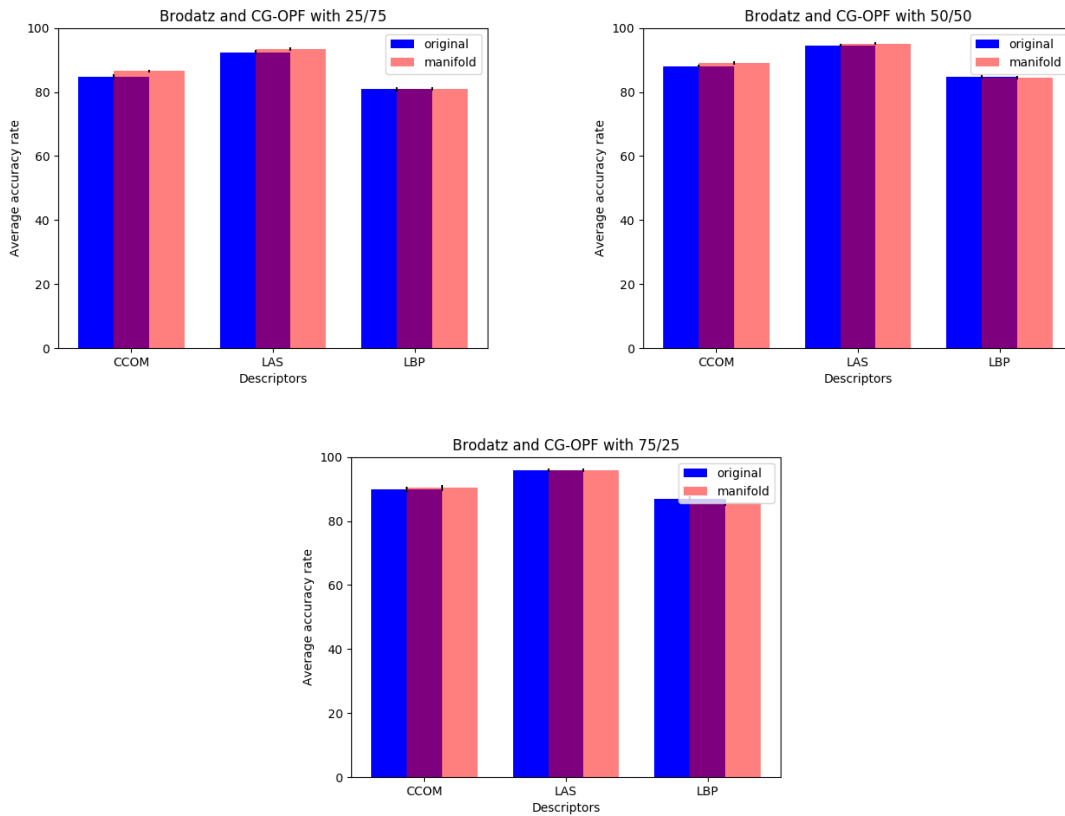 Brodatz and CG-OPF with 25/75
100
80
60
40
20
0
Average accuracy rate
original
manifold
CCOM LAS LBP
Descriptors
Brodatz and CG-OPF with 50/50
100
80
60
40
20
0
Average accuracy rate
original
manifold
CCOM LAS LBP
Descriptors
Brodatz and CG-OPF with 75/25
100
80
60
40
20
0
Average accuracy rate
original
manifold
CCOM LAS LBP
Descriptors